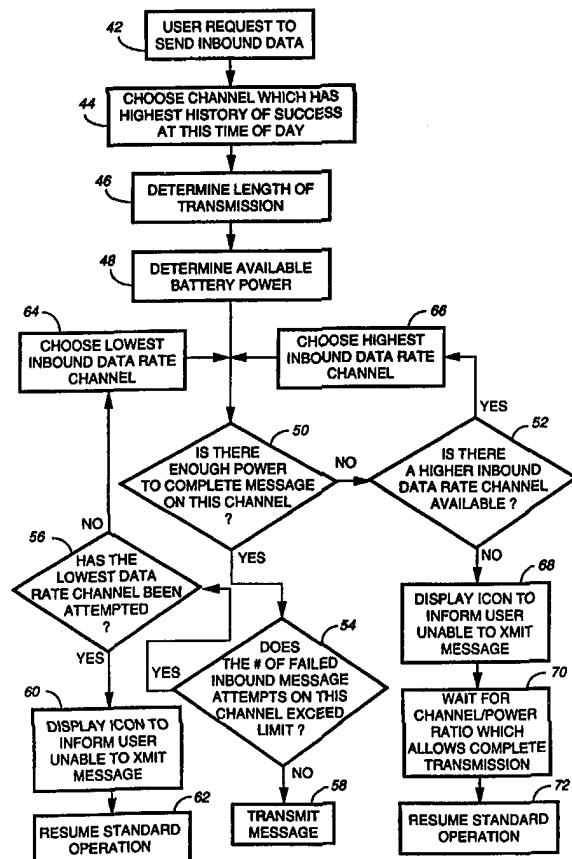 42
USER REQUEST TO
SEND INBOUND DATA
44
CHOOSE CHANNEL WHICH HAS
HIGHEST HISTORY OF SUCCESS
AT THIS TIME OF DAY
46
DETERMINE LENGTH OF
TRANSMISSION
48
DETERMINE AVAILABLE
BATTERY POWER
64
CHOOSE LOWEST
INBOUND DATA RATE
CHANNEL
66
CHOOSE HIGHEST
INBOUND DATA RATE
CHANNEL
YES
50
IS THERE
ENOUGH POWER
TO COMPLETE MESSAGE
ON THIS CHANNEL
?
NO
YES
52
IS THERE
A HIGHER INBOUND
DATA RATE CHANNEL
AVAILABLE ?
NO
NO
56
HAS THE
LOWEST DATA
RATE CHANNEL BEEN
ATTEMPTED
?
YES
54
DOES
THE # OF FAILED
INBOUND MESSAGE
ATTEMPTS ON THIS
CHANNEL EXCEED
LIMIT ?
YES
NO
68
DISPLAY ICON TO
INFORM USER
UNABLE TO XMIT
MESSAGE
60
DISPLAY ICON TO
INFORM USER
UNABLE TO XMIT
MESSAGE
70
WAIT FOR
CHANNEL/POWER
RATIO WHICH
ALLOWS COMPLETE
TRANSMISSION
58
TRANSMIT
MESSAGE
62
RESUME STANDARD
OPERATION
72
RESUME STANDARD
OPERATION